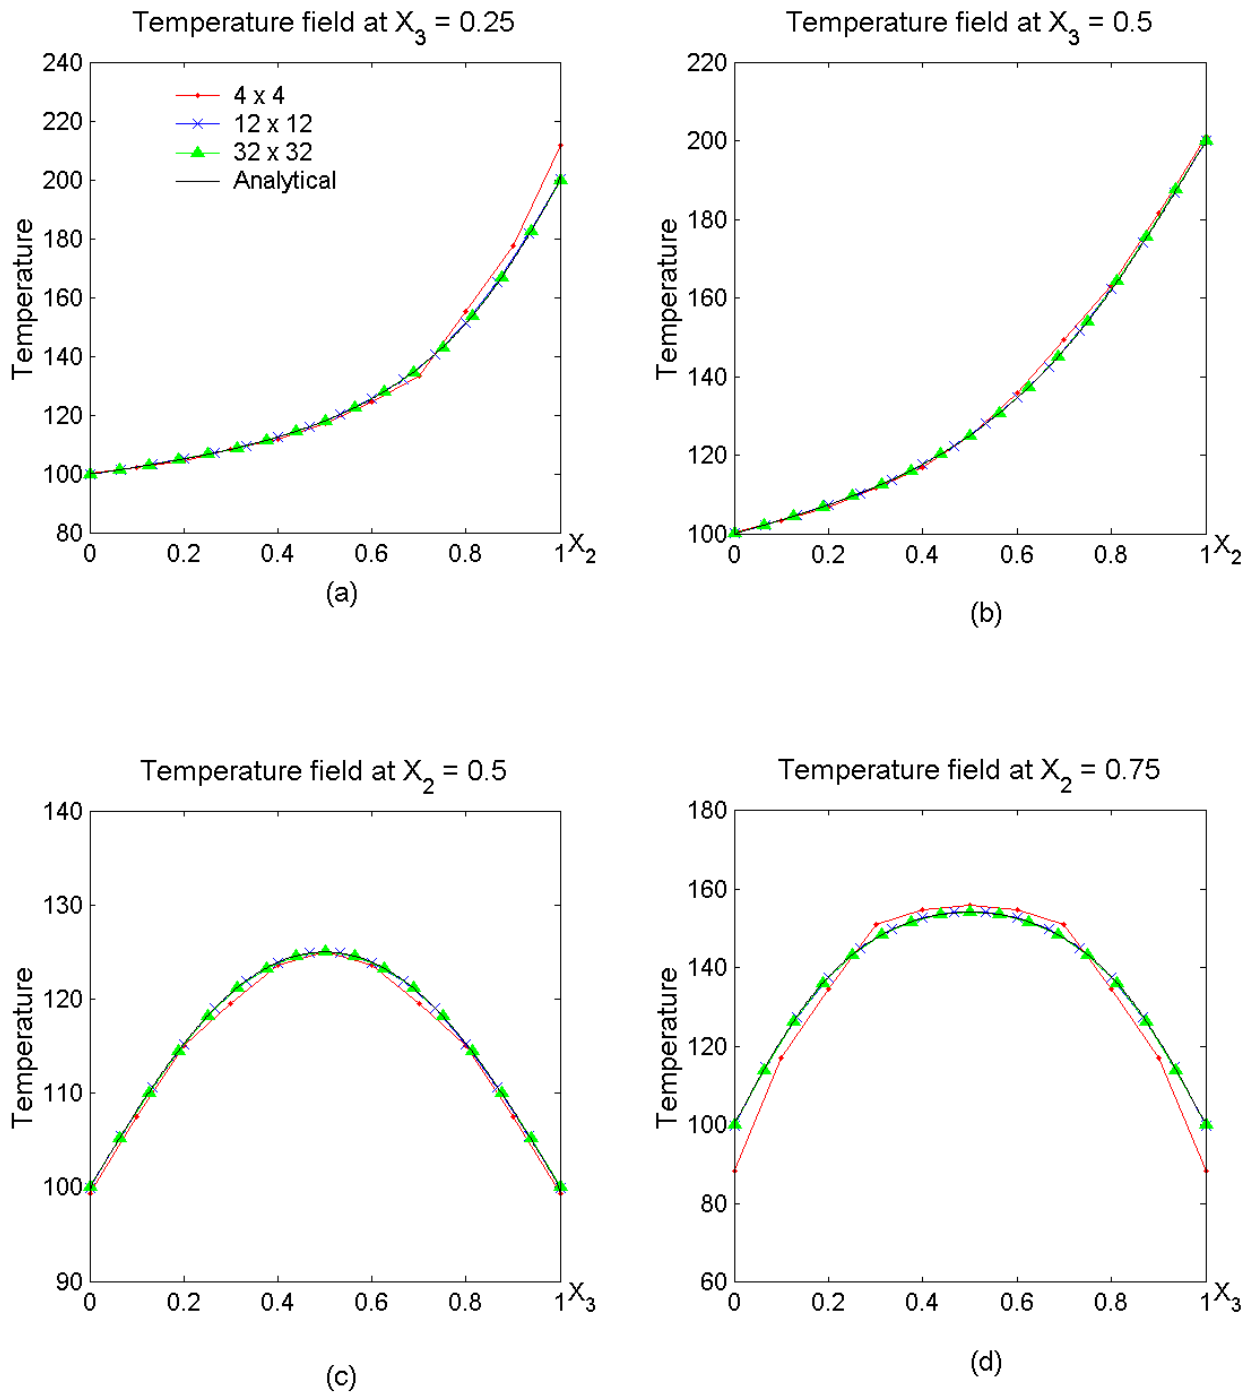 Temperature field at X3 = 0.25
240
220
200
180
160
140
120
100
80
Temperature
4 x 4
12 x 12
32 x 32
Analytical
0 0.2 0.4 0.6 0.8 1 X2
(a)
Temperature field at X3 = 0.5
220
200
180
160
140
120
100
Temperature
0 0.2 0.4 0.6 0.8 1 X2
(b)
Temperature field at X2 = 0.5
140
130
120
110
100
90
Temperature
0 0.2 0.4 0.6 0.8 1 X3
(c)
Temperature field at X2 = 0.75
180
160
140
120
100
80
60
Temperature
0 0.2 0.4 0.6 0.8 1 X3
(d)